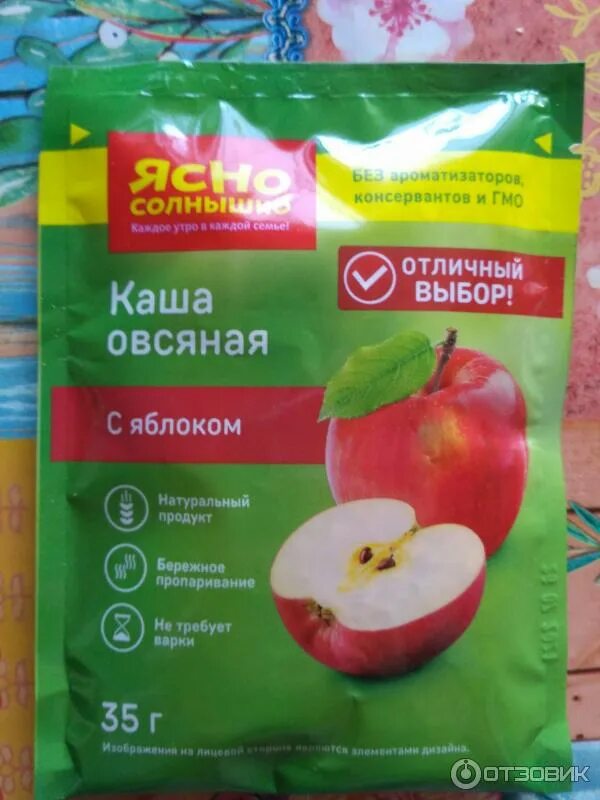 ЯСНО
СОЛНЫШКО
Каждое утро в каждой семье!
БЕЗ ароматизаторов,
консервантов и ГМО
ОТЛИЧНЫЙ
ВЫБОР!
Каша
овсяная
С яблоком
Натуральный
продукт
Бережное
пропаривание
Не требует
варки
35 г
Изображения на лицевой стороне являются элементами дизайна.
ОТЗОВИК